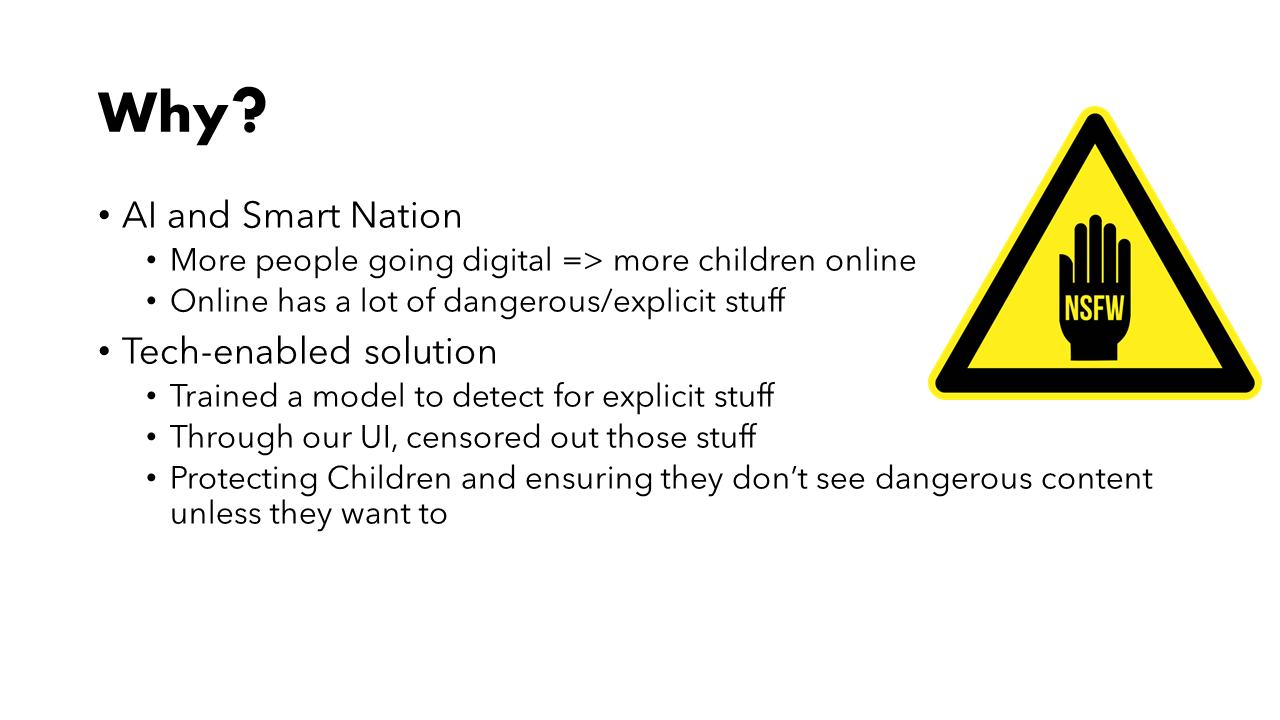 Why?
• AI and Smart Nation
• More people going digital => more children online
• Online has a lot of dangerous/explicit stuff
• Tech-enabled solution
• Trained a model to detect for explicit stuff
• Through our UI, censored out those stuff
• Protecting Children and ensuring they don’t see dangerous content
unless they want to
NSFW